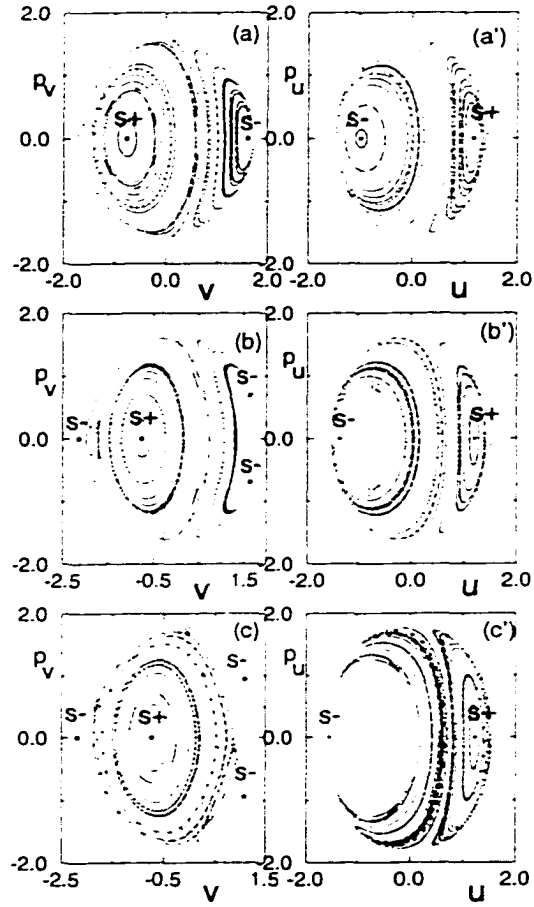 2.0 (a) 2.0 (a')
p_v p_u
S+ S- S- S+
0.0 0.0
-2.0 -2.0
-2.0 0.0 2.0 -2.0 0.0 2.0
v u
2.0 (b) 2.0 (b')
p_v p_u
S- S+ S- S- S+
0.0 0.0
S-
-2.0 -2.0
-2.5 -0.5 1.5 -2.0 0.0 2.0
v u
2.0 (c) 2.0 (c')
p_v p_u
S-
S- S+ S- S+
0.0 0.0
S-
-2.0 -2.0
-2.5 -0.5 1.5 -2.0 0.0 2.0
v u